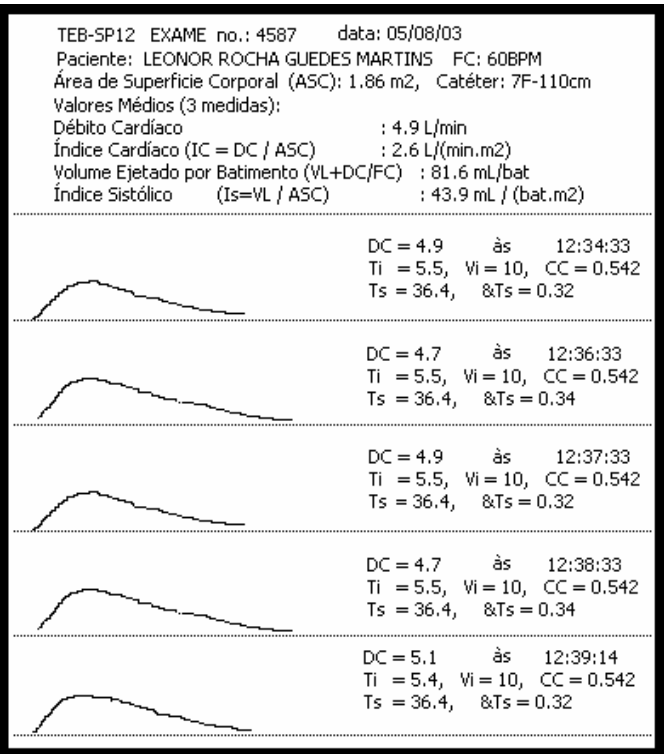 TEB-SP12 EXAME no.: 4587 data: 05/08/03
Paciente: LEONOR ROCHA GUEDES MARTINS FC: 60BPM
Área de Superficie Corporal (ASC): 1.86 m2, Catéter: 7F-110cm
Valores Médios (3 medidas):
Débito Cardíaco : 4.9 L/min
Índice Cardíaco (IC = DC / ASC) : 2.6 L/(min.m2)
Volume Ejetado por Batimento (VL+DC/FC) : 81.6 mL/bat
Índice Sistólico (Is=VL / ASC) : 43.9 mL / (bat.m2)
DC = 4.9 às 12:34:33
Ti = 5.5, Vi = 10, CC = 0.542
Ts = 36.4, &Ts = 0.32
DC = 4.7 às 12:36:33
Ti = 5.5, Vi = 10, CC = 0.542
Ts = 36.4, &Ts = 0.34
DC = 4.9 às 12:37:33
Ti = 5.5, Vi = 10, CC = 0.542
Ts = 36.4, &Ts = 0.32
DC = 4.7 às 12:38:33
Ti = 5.5, Vi = 10, CC = 0.542
Ts = 36.4, &Ts = 0.34
DC = 5.1 às 12:39:14
Ti = 5.4, Vi = 10, CC = 0.542
Ts = 36.4, &Ts = 0.32